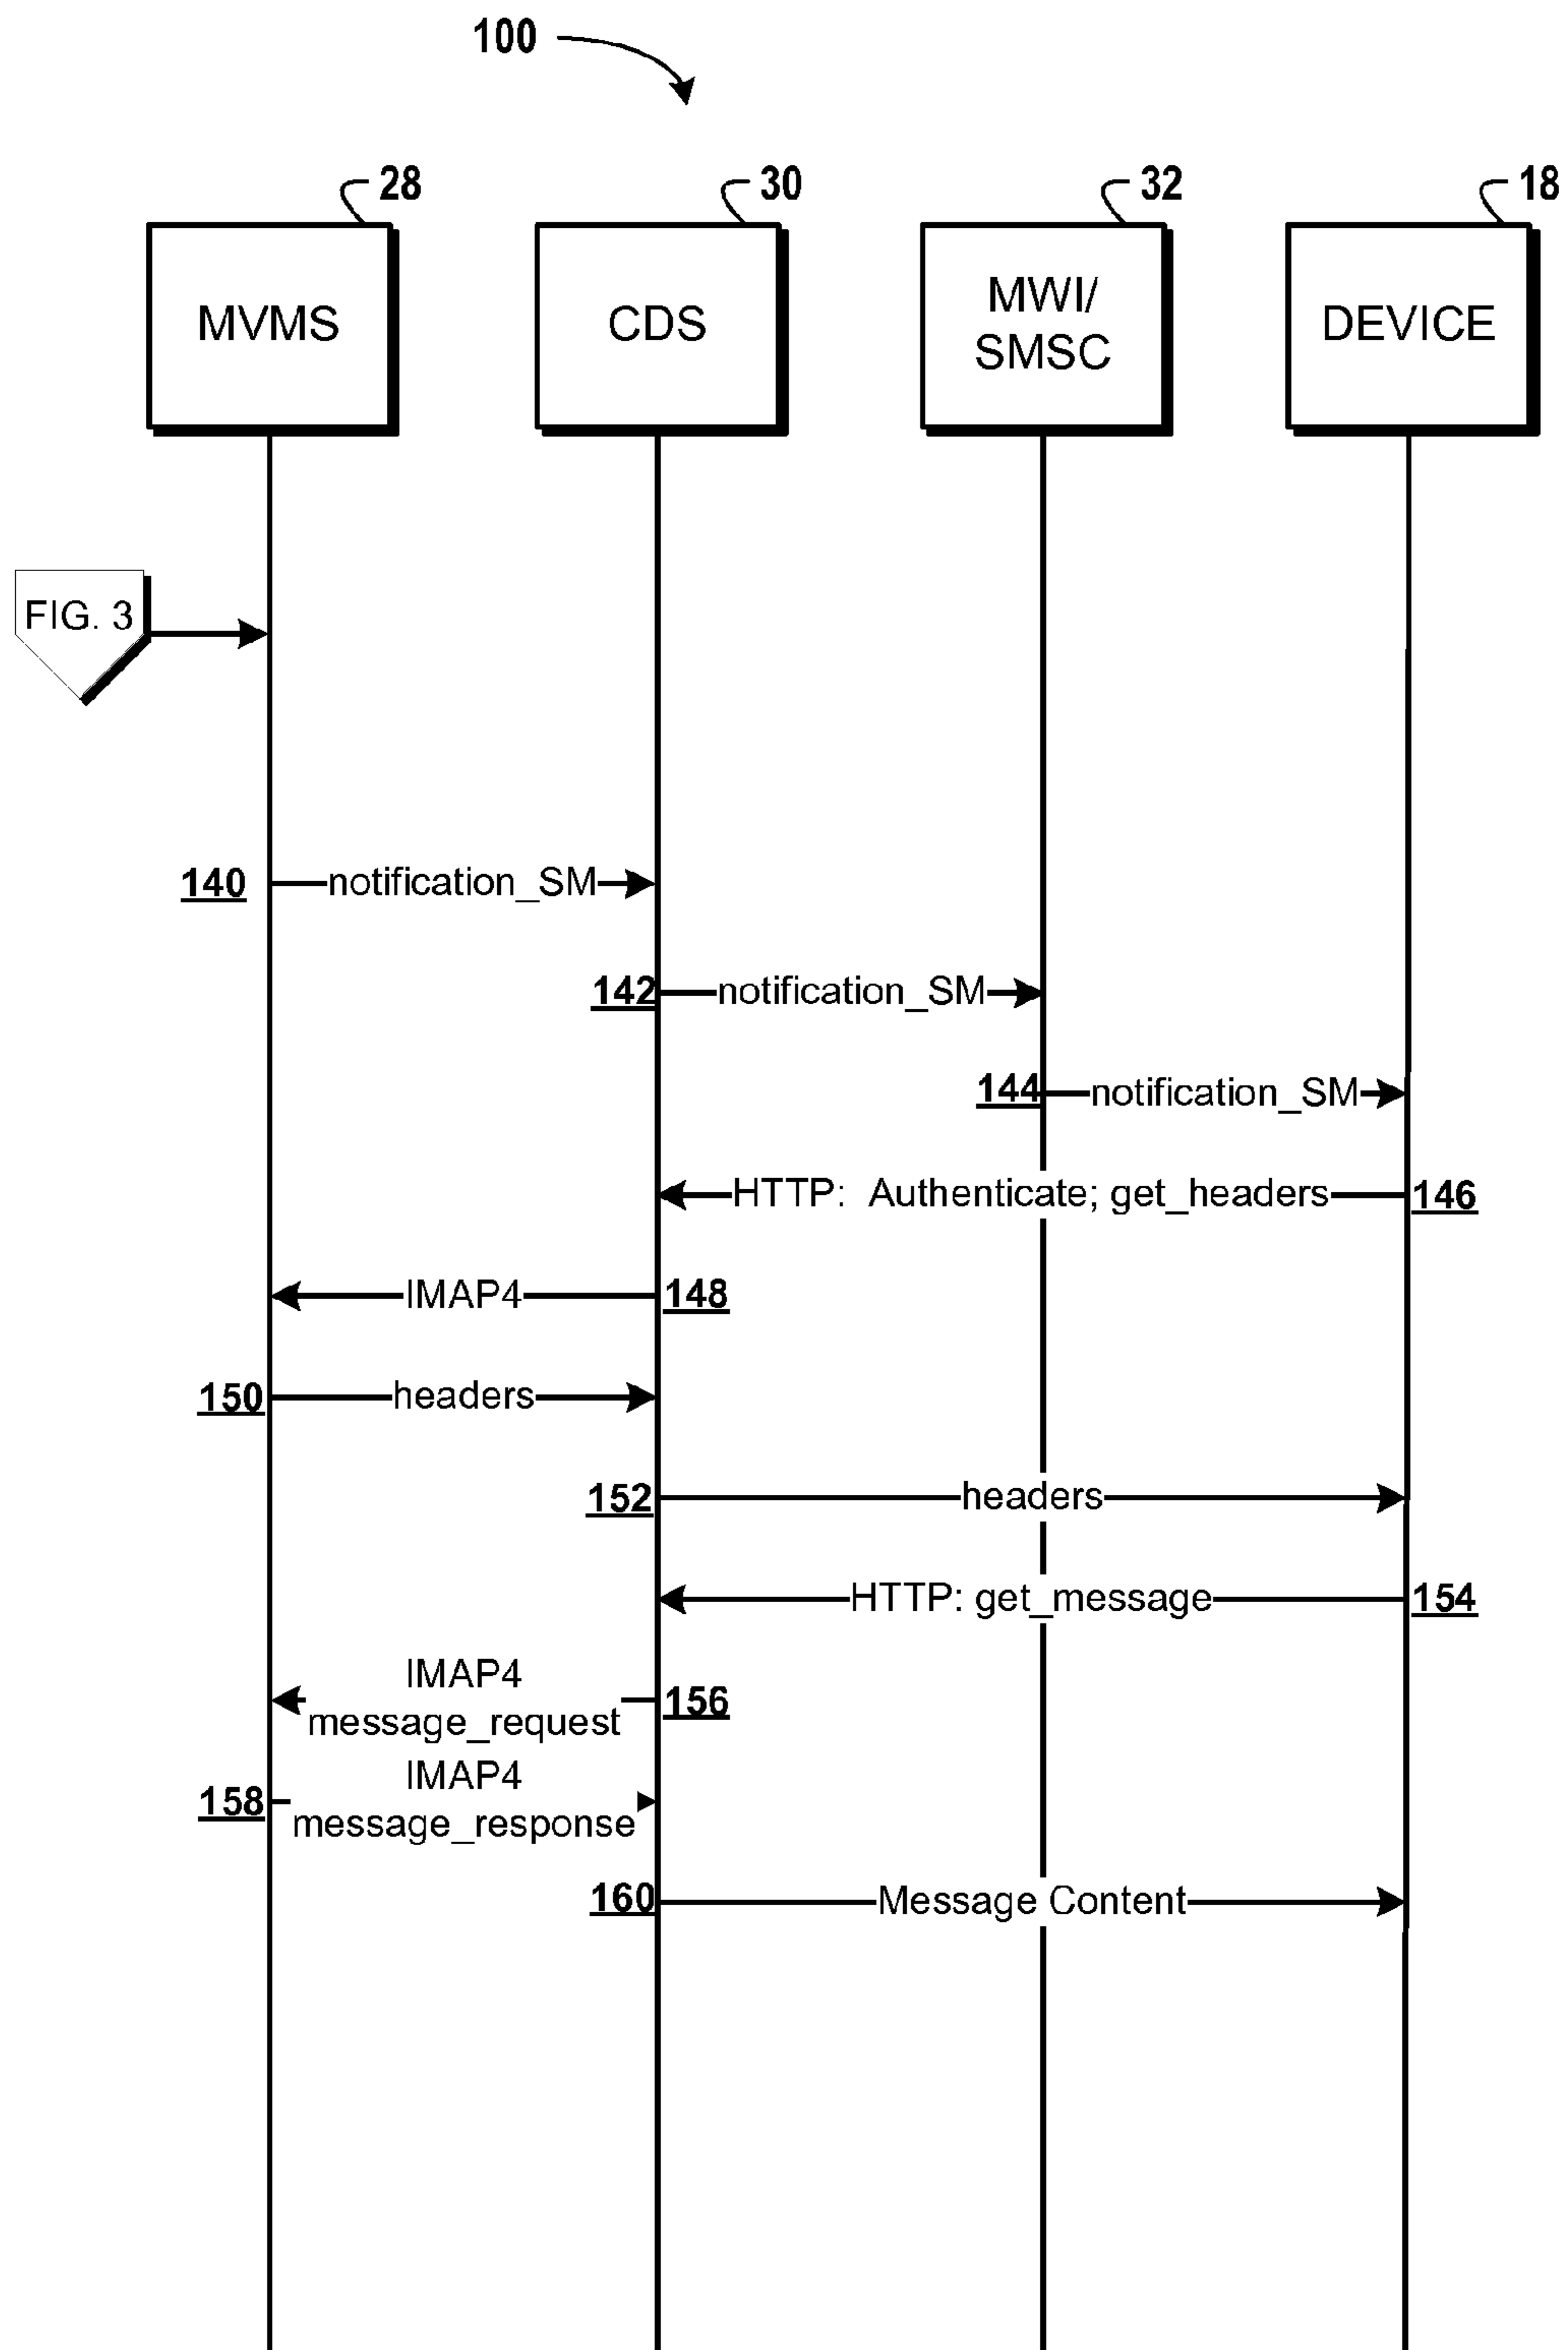 100
28
30
32
18
MVMS
CDS
MWI/
SMSC
DEVICE
FIG. 3
140 notification_SM
142 notification_SM
144 notification_SM
HTTP:  Authenticate; get_headers 146
IMAP4 148
150 headers
152 headers
HTTP: get_message 154
IMAP4
message_request 156
IMAP4
158 message_response
160 Message Content